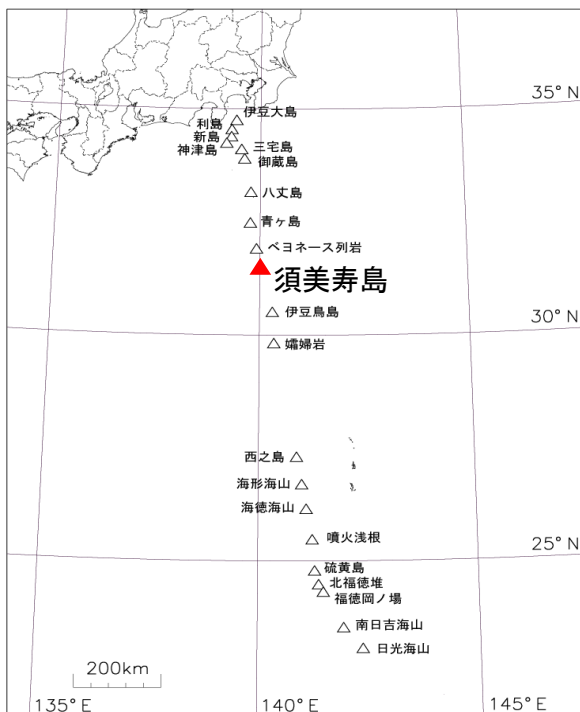 35° N
伊豆大島
利島
新島
神津島
三宅島
御蔵島
八丈島
青ヶ島
ベヨネース列岩
須美寿島
伊豆鳥島
30° N
孀婦岩
西之島
海形海山
海徳海山
噴火浅根
25° N
硫黄島
北福徳堆
福徳岡ノ場
南日吉海山
日光海山
200km
135° E
140° E
145° E